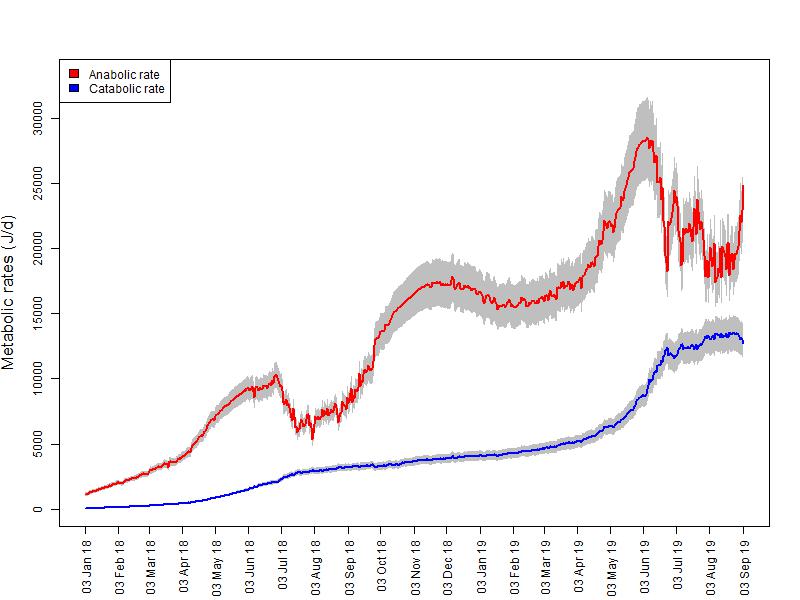 Anabolic rate
Catabolic rate
Metabolic rates (J/d)
30000
25000
20000
15000
10000
5000
0
03 Jan 18
03 Feb 18
03 Mar 18
03 Apr 18
03 May 18
03 Jun 18
03 Jul 18
03 Aug 18
03 Sep 18
03 Oct 18
03 Nov 18
03 Dec 18
03 Jan 19
03 Feb 19
03 Mar 19
03 Apr 19
03 May 19
03 Jun 19
03 Jul 19
03 Aug 19
03 Sep 19